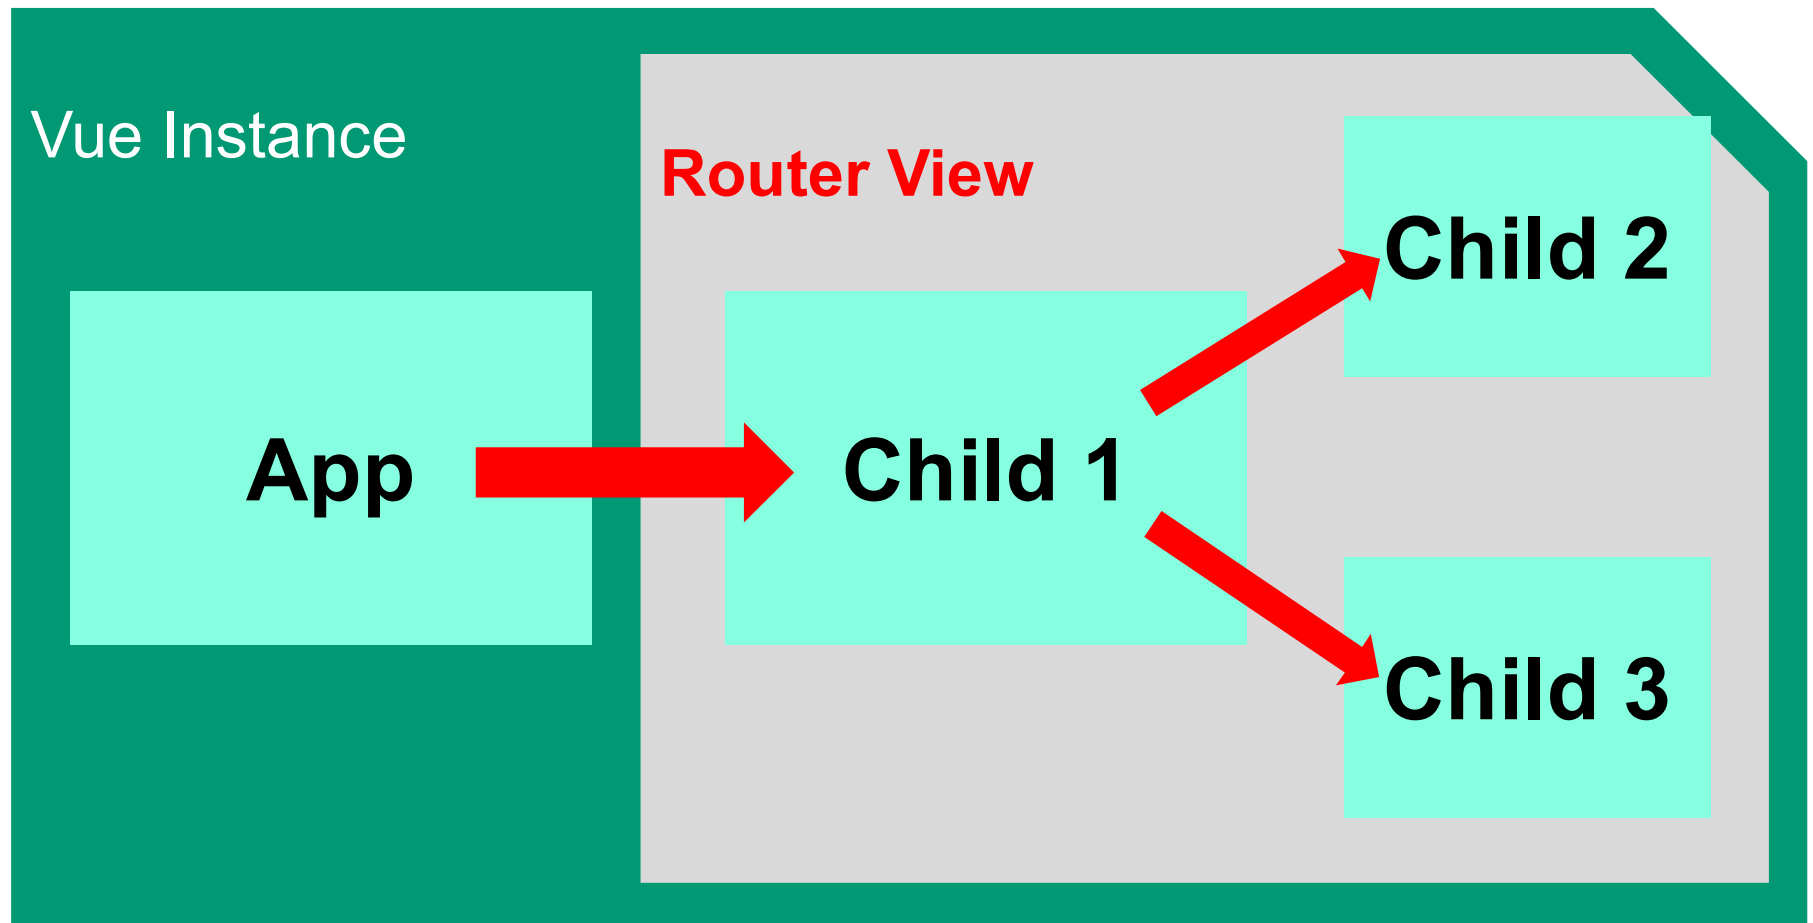 Vue Instance
Router View
App
Child 1
Child 2
Child 3